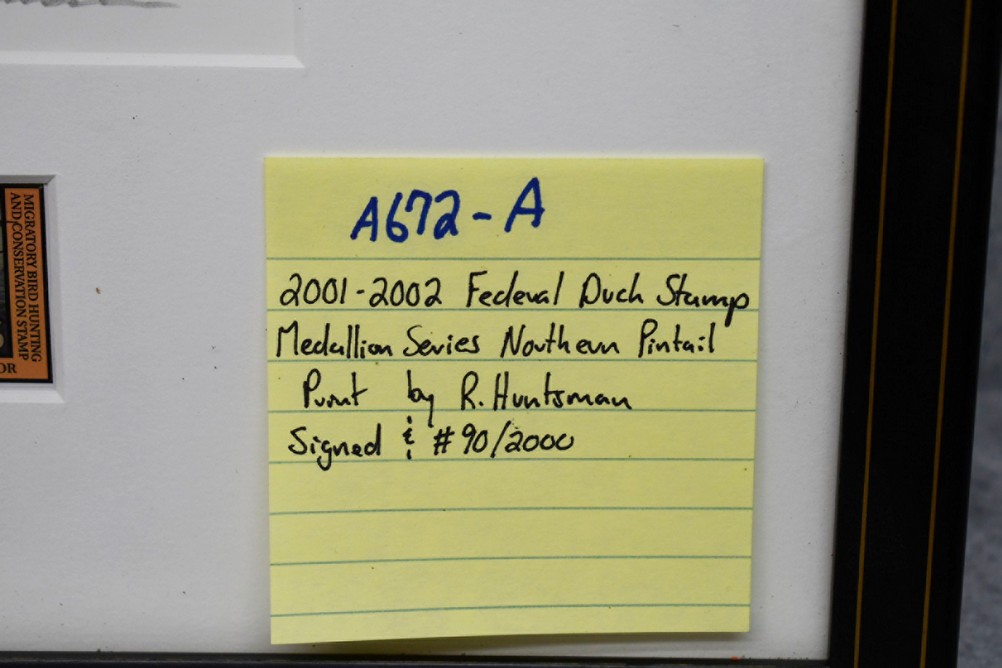 MIGRATORY BIRD HUNTING
AND CONSERVATION STAMP
OR
A672-A
2001-2002 Federal Duck Stamp
Medallion Series Northern Pintail
Print by R. Huntsman
Signed & #90/2000